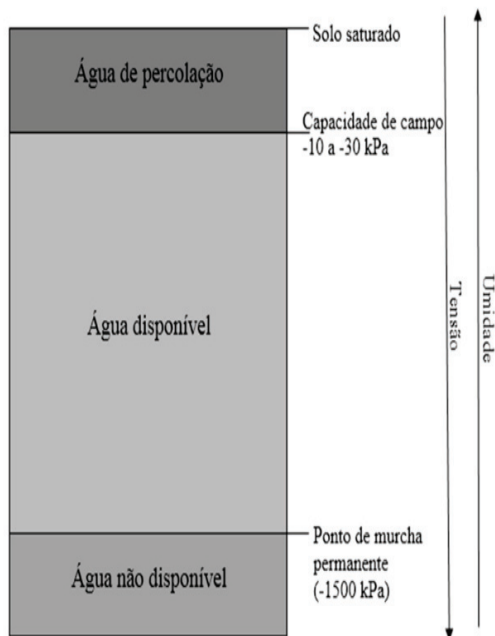 Solo saturado
Água de percolação
Capacidade de campo
-10 a -30 kPa
Água disponível
Tensão
Umidade
Ponto de murcha
permanente
(-1500 kPa)
Água não disponível